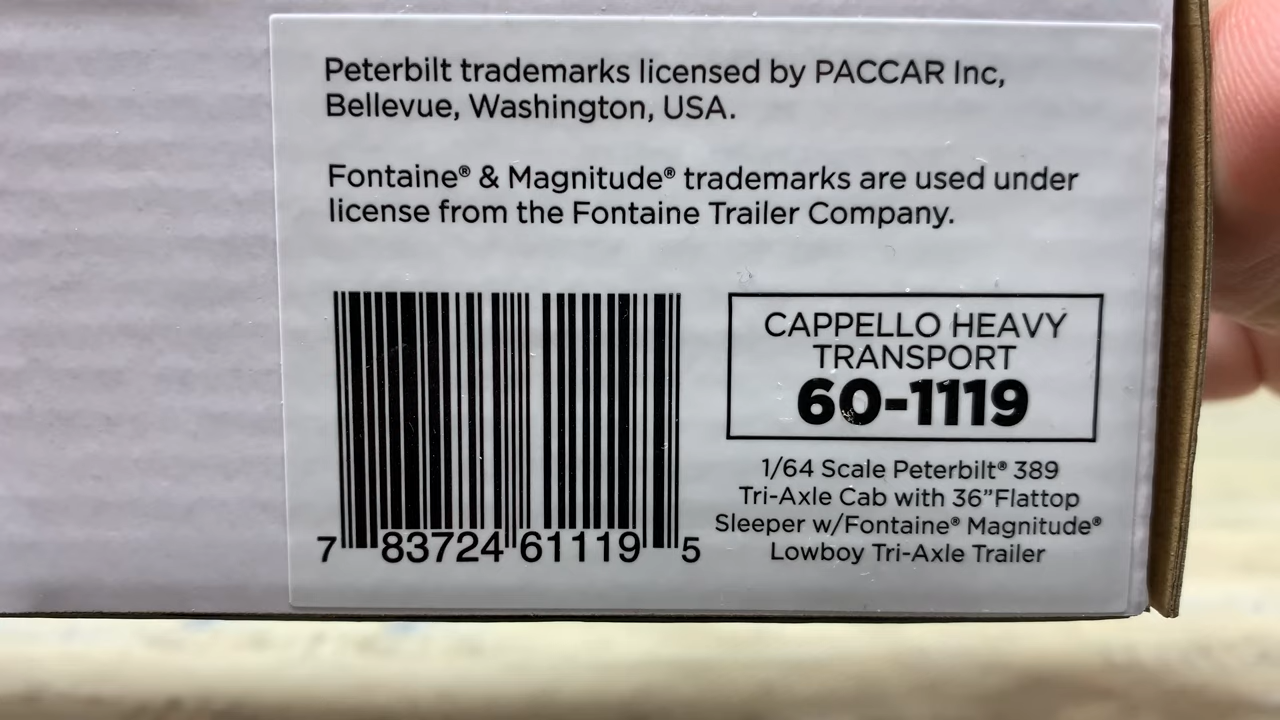 Peterbilt trademarks licensed by PACCAR Inc,
Bellevue, Washington, USA.
Fontaine® & Magnitude® trademarks are used under
license from the Fontaine Trailer Company.
7 83724 61119 5
CAPPELLO HEAVY
TRANSPORT
60-1119
1/64 Scale Peterbilt® 389
Tri-Axle Cab with 36”Flattop
Sleeper w/Fontaine® Magnitude®
Lowboy Tri-Axle Trailer